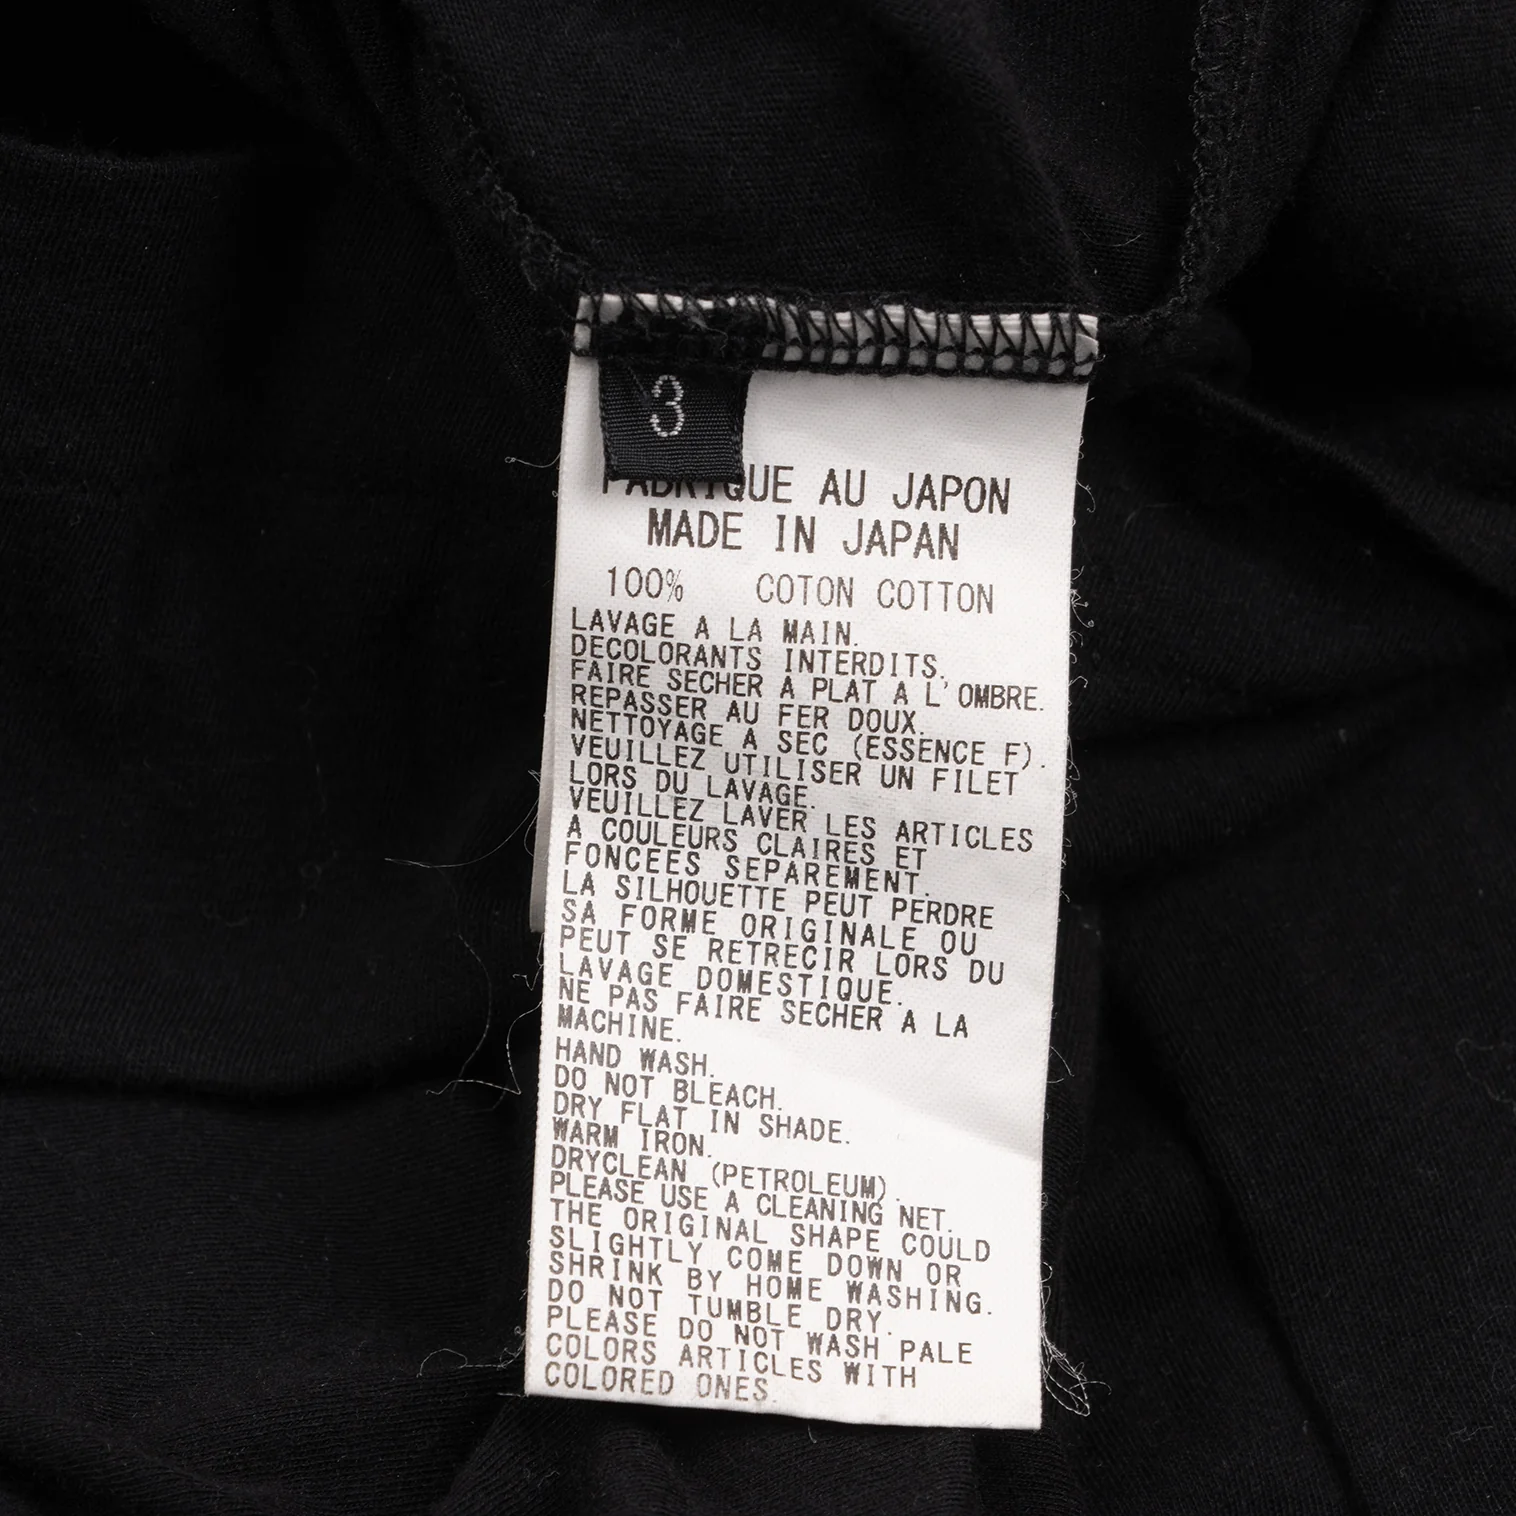 3
FABRIQUE AU JAPON
MADE IN JAPAN
100% COTON COTTON
LAVAGE A LA MAIN.
DECOLORANTS INTERDITS.
FAIRE SECHER A PLAT A L'OMBRE.
REPASSER AU FER DOUX.
NETTOYAGE A SEC (ESSENCE F).
VEUILLEZ UTILISER UN FILET
LORS DU LAVAGE.
VEUILLEZ LAVER LES ARTICLES
A COULEURS CLAIRES ET
FONCEES SEPAREMENT.
LA SILHOUETTE PEUT PERDRE
SA FORME ORIGINALE OU
PEUT SE RETRECIR LORS DU
LAVAGE DOMESTIQUE.
NE PAS FAIRE SECHER A LA
MACHINE.
HAND WASH.
DO NOT BLEACH.
DRY FLAT IN SHADE.
WARM IRON.
DRYCLEAN (PETROLEUM).
PLEASE USE A CLEANING NET.
THE ORIGINAL SHAPE COULD
SLIGHTLY COME DOWN OR
SHRINK BY HOME WASHING.
DO NOT TUMBLE DRY.
PLEASE DO NOT WASH PALE
COLORS ARTICLES WITH
COLORED ONES.